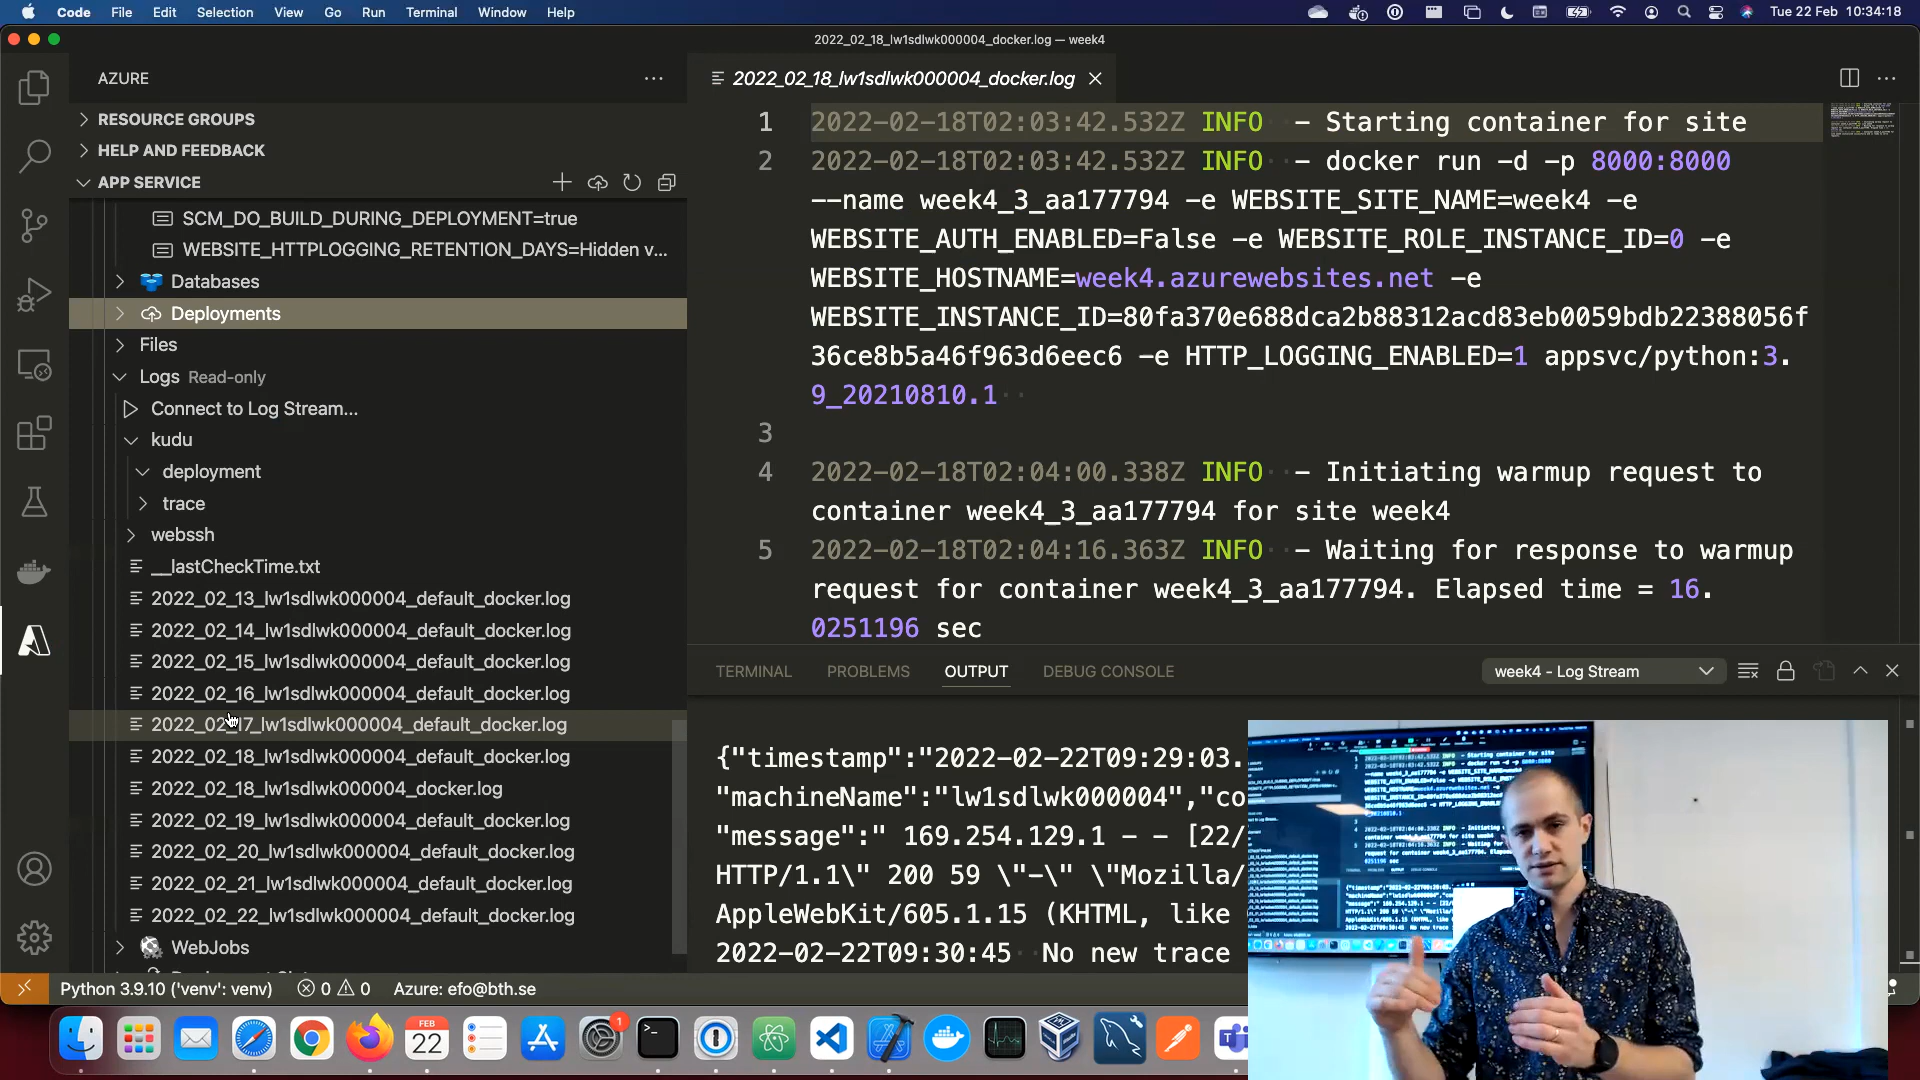 Code File Edit Selection View Go Run Terminal Window Help
Tue 22 Feb 10:34:18
2022_02_18_lw1sdlwk000004_docker.log — week4
AZURE
2022_02_18_lw1sdlwk000004_docker.log
RESOURCE GROUPS
HELP AND FEEDBACK
APP SERVICE
SCM_DO_BUILD_DURING_DEPLOYMENT=true
WEBSITE_HTTPLOGGING_RETENTION_DAYS=Hidden v...
Databases
Deployments
Files
Logs Read-only
Connect to Log Stream...
kudu
deployment
trace
webssh
__lastCheckTime.txt
2022_02_13_lw1sdlwk000004_default_docker.log
2022_02_14_lw1sdlwk000004_default_docker.log
2022_02_15_lw1sdlwk000004_default_docker.log
2022_02_16_lw1sdlwk000004_default_docker.log
2022_02_17_lw1sdlwk000004_default_docker.log
2022_02_18_lw1sdlwk000004_default_docker.log
2022_02_18_lw1sdlwk000004_docker.log
2022_02_19_lw1sdlwk000004_default_docker.log
2022_02_20_lw1sdlwk000004_default_docker.log
2022_02_21_lw1sdlwk000004_default_docker.log
2022_02_22_lw1sdlwk000004_default_docker.log
WebJobs
1 2022-02-18T02:03:42.532Z INFO - Starting container for site
2 2022-02-18T02:03:42.532Z INFO - docker run -d -p 8000:8000
--name week4_3_aa177794 -e WEBSITE_SITE_NAME=week4 -e
WEBSITE_AUTH_ENABLED=False -e WEBSITE_ROLE_INSTANCE_ID=0 -e
WEBSITE_HOSTNAME=week4.azurewebsites.net -e
WEBSITE_INSTANCE_ID=80fa370e688dca2b88312acd83eb0059bdb22388056f
36ce8b5a46f963d6eec6 -e HTTP_LOGGING_ENABLED=1 appsvc/python:3.
9_20210810.1
3
4 2022-02-18T02:04:00.338Z INFO - Initiating warmup request to
container week4_3_aa177794 for site week4
5 2022-02-18T02:04:16.363Z INFO - Waiting for response to warmup
request for container week4_3_aa177794. Elapsed time = 16.
0251196 sec
TERMINAL PROBLEMS OUTPUT DEBUG CONSOLE
week4 - Log Stream
{"timestamp":"2022-02-22T09:29:03.
"machineName":"lw1sdlwk000004","co
"message":" 169.254.129.1 - - [22/
HTTP/1.1\" 200 59 \"-\" \"Mozilla/
AppleWebKit/605.1.15 (KHTML, like
2022-02-22T09:30:45 No new trace
Python 3.9.10 ('venv': venv) 0 0 Azure: efo@bth.se
FEB
22
1